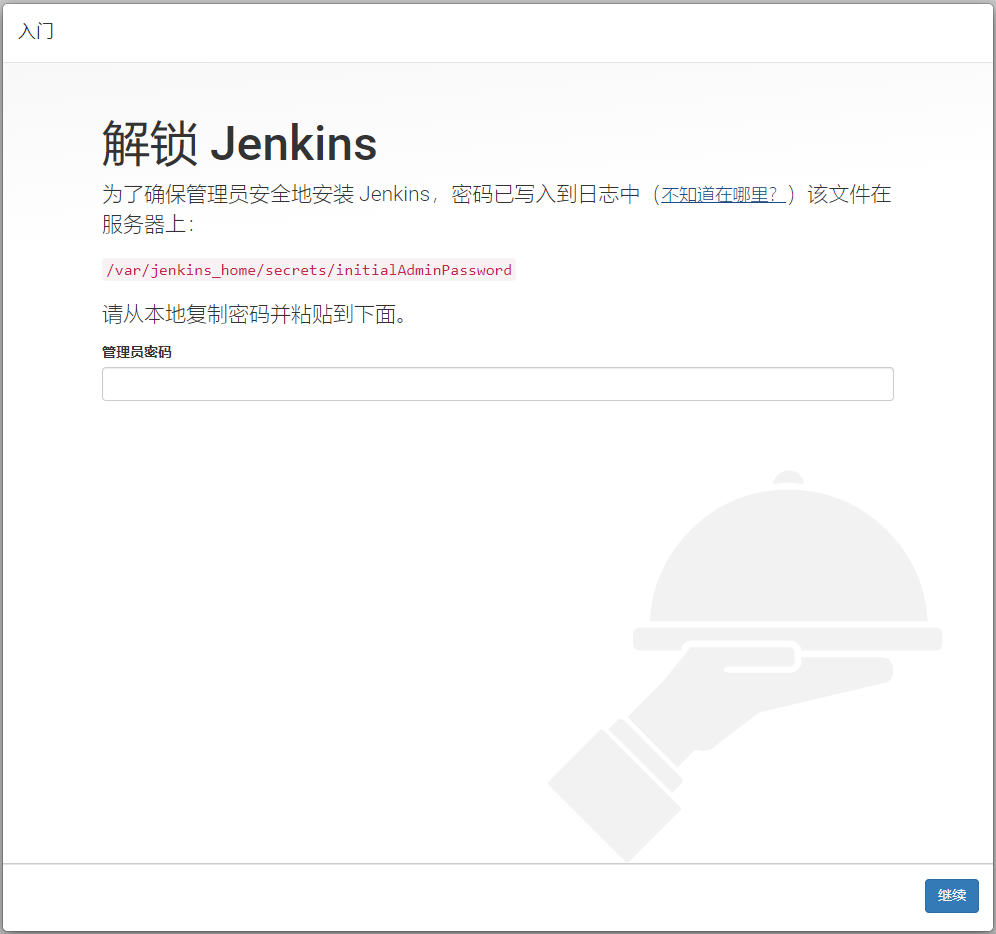 入门
解锁 Jenkins
为了确保管理员安全地安装 Jenkins，密码已写入到日志中（不知道在哪里？）该文件在
服务器上：
/var/jenkins_home/secrets/initialAdminPassword
请从本地复制密码并粘贴到下面。
管理员密码
继续